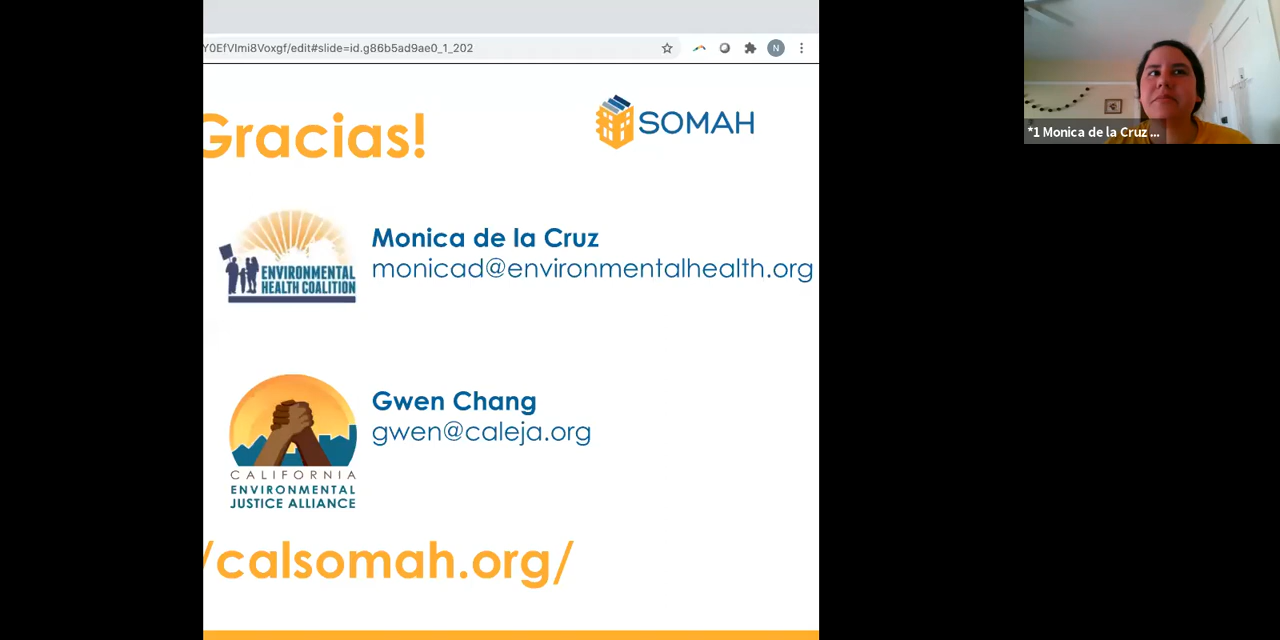 Y0EfVImi8Voxgf/edit#slide=id.g86b5ad9ae0_1_202
N
Gracias!
SOMAH
*1 Monica de la Cruz ...
ENVIRONMENTAL
HEALTH COALITION
Monica de la Cruz
monicad@environmentalhealth.org
CALIFORNIA
ENVIRONMENTAL
JUSTICE ALLIANCE
Gwen Chang
gwen@caleja.org
/calsomah.org/